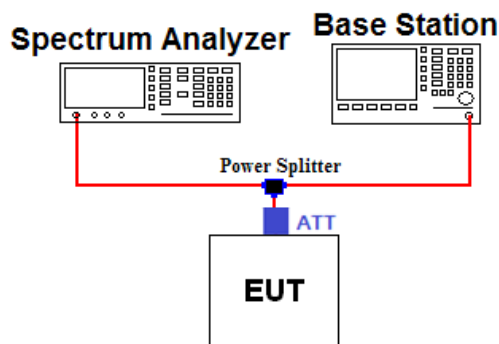 Spectrum Analyzer
Base Station
Power Splitter
ATT
EUT